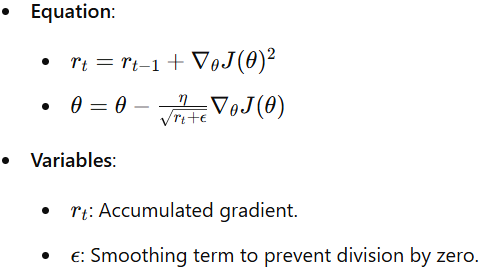 • Equation:
• r_t = r_{t−1} + ∇_θJ(θ)²
• θ = θ − η/√(r_t+ϵ) ∇_θJ(θ)
• Variables:
• r_t: Accumulated gradient.
• ϵ: Smoothing term to prevent division by zero.